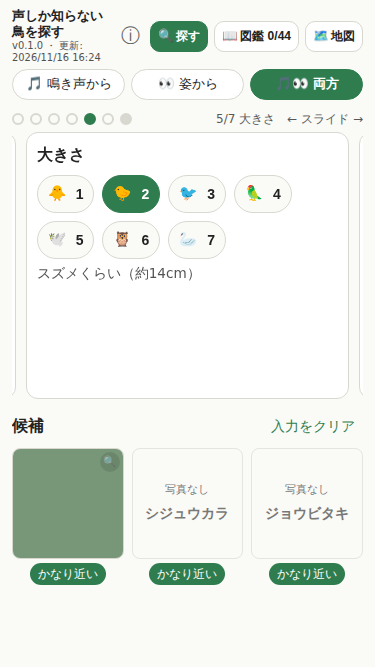 声しか知らない
鳥を探す
v0.1.0 ・ 更新:
2026/11/16 16:24
ⓘ
🔍 探す
📖 図鑑 0/44
🗺️ 地図
🎵 鳴き声から
👀 姿から
🎵👀 両方
5/7 大きさ
← スライド →
大きさ
🐥 1
🐤 2
🐦 3
🦜 4
🕊️ 5
🦉 6
🦢 7
スズメくらい（約14cm）
候補
入力をクリア
写真なし
シジュウカラ
写真なし
ジョウビタキ
かなり近い
かなり近い
かなり近い